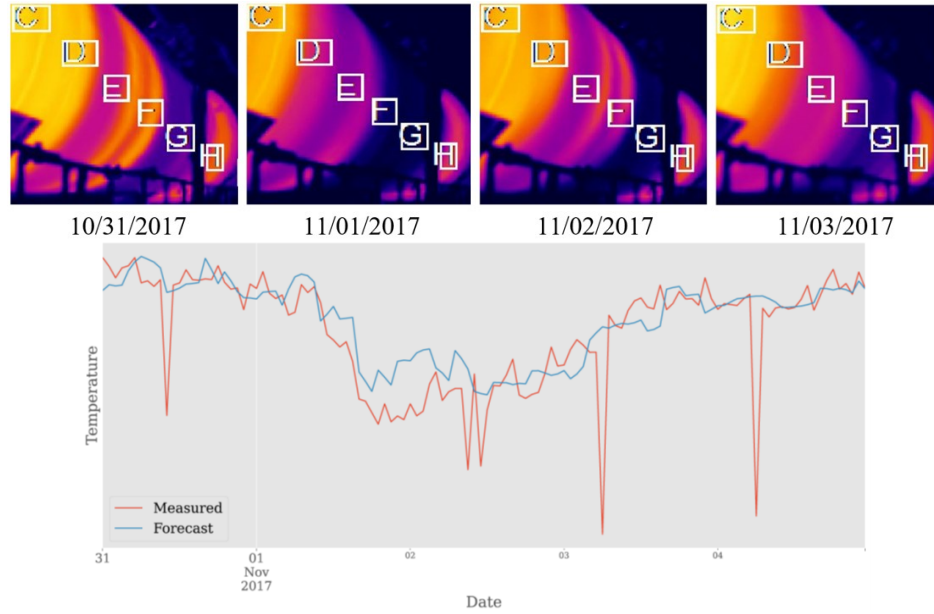 C
D
E
F
G
H
C
D
E
F
G
H
C
D
E
F
G
H
C
D
E
F
G
H
10/31/2017
11/01/2017
11/02/2017
11/03/2017
Temperature
Measured
Forecast
31
01
02
03
04
Nov
2017
Date